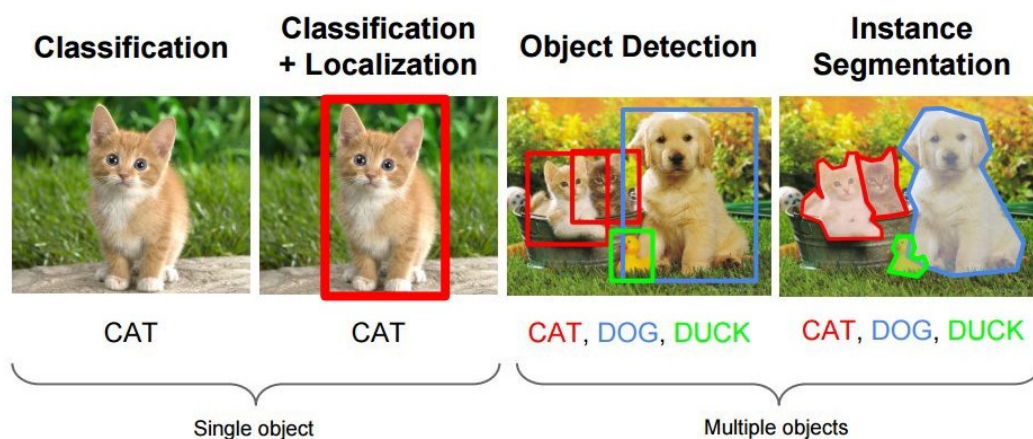 Classification
Classification
+ Localization
Object Detection
Instance
Segmentation
CAT
CAT
CAT, DOG, DUCK
CAT, DOG, DUCK
Single object
Multiple objects